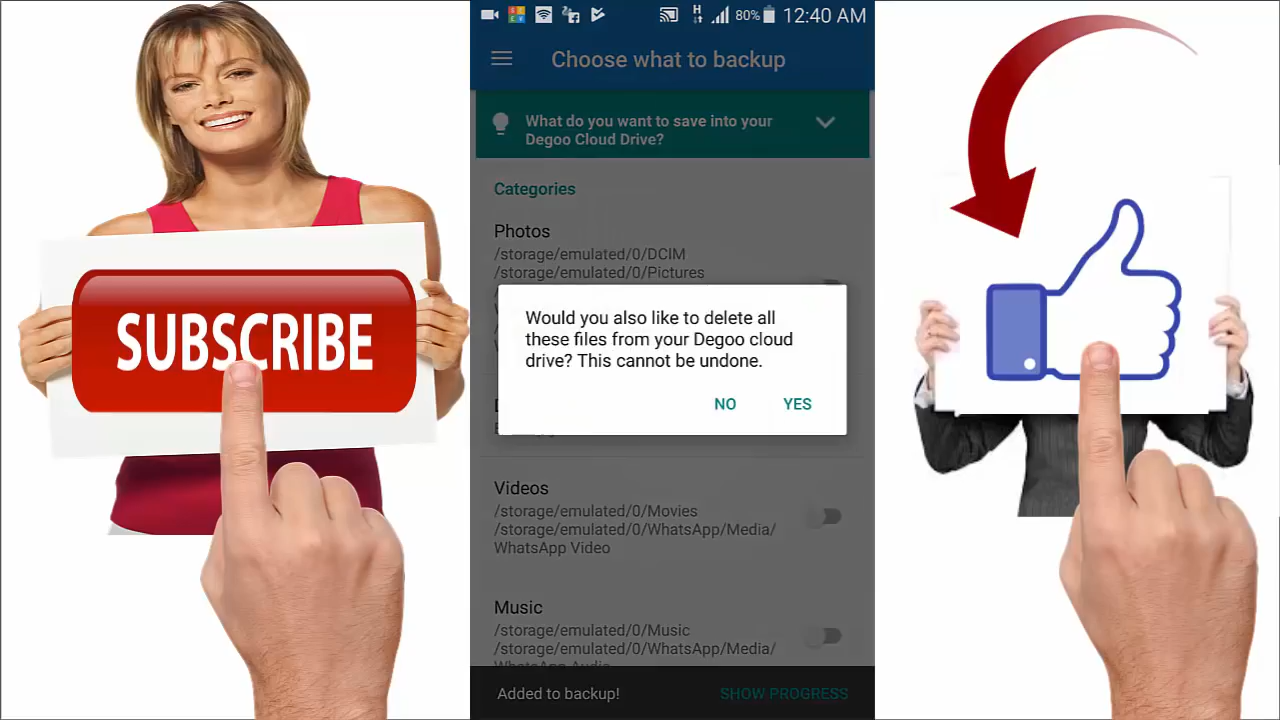 H
80%
12:40 AM
Choose what to backup
What do you want to save into your
Degoo Cloud Drive?
Categories
Photos
/storage/emulated/0/DCIM
/storage/emulated/0/Pictures
Would you also like to delete all
these files from your Degoo cloud
drive? This cannot be undone.
NO
YES
Videos
/storage/emulated/0/Movies
/storage/emulated/0/WhatsApp/Media/
WhatsApp Video
Music
/storage/emulated/0/Music
/storage/emulated/0/WhatsApp/Media/
WhatsApp Audio
Added to backup!
SHOW PROGRESS
SUBSCRIBE